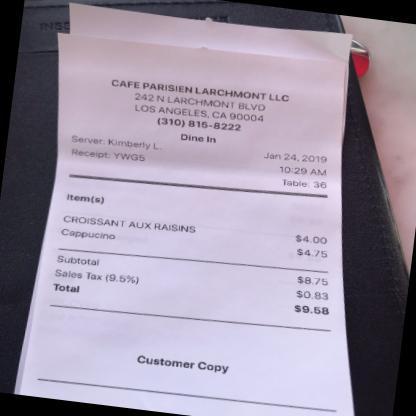 CAFE PARISIEN LARCHMONT LLC
242 N LARCHMONT BLVD
LOS ANGELES, CA 90004
(310) 815-8222
Dine In
Server: Kimberly L. Jan 24, 2019
Receipt: YWG5 10:29 AM
Table: 36
Item(s)
CROISSANT AUX RAISINS $4.00
Cappucino $4.75
Subtotal $8.75
Sales Tax (9.5%) $0.83
Total $9.58
Customer Copy